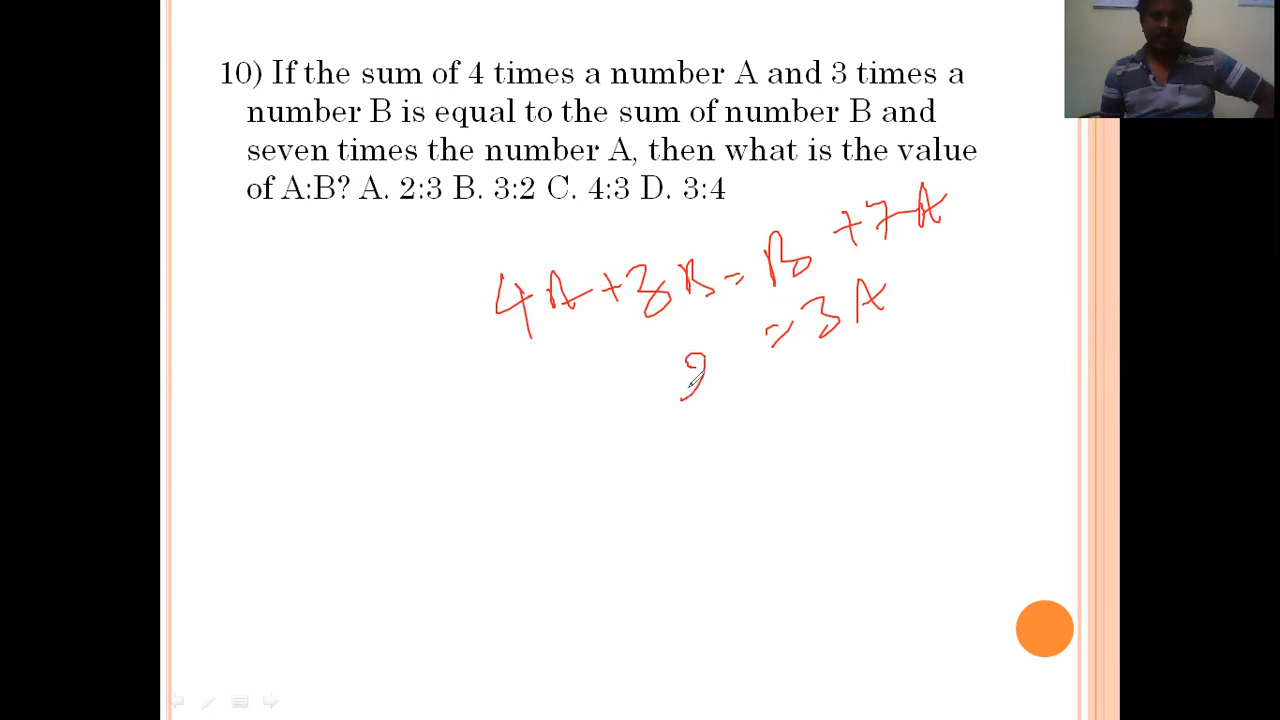 10) If the sum of 4 times a number A and 3 times a
number B is equal to the sum of number B and
seven times the number A, then what is the value
of A:B? A. 2:3 B. 3:2 C. 4:3 D. 3:4
4A+3B=B+7A
=3A